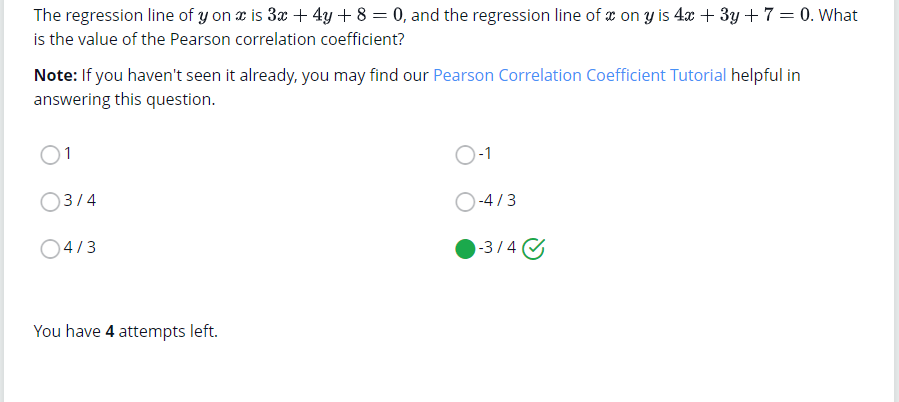 The regression line of y on x is 3x + 4y + 8 = 0, and the regression line of x on y is 4x + 3y + 7 = 0. What
is the value of the Pearson correlation coefficient?
Note: If you haven't seen it already, you may find our Pearson Correlation Coefficient Tutorial helpful in
answering this question.
1
-1
3 / 4
-4 / 3
4 / 3
-3 / 4
You have 4 attempts left.